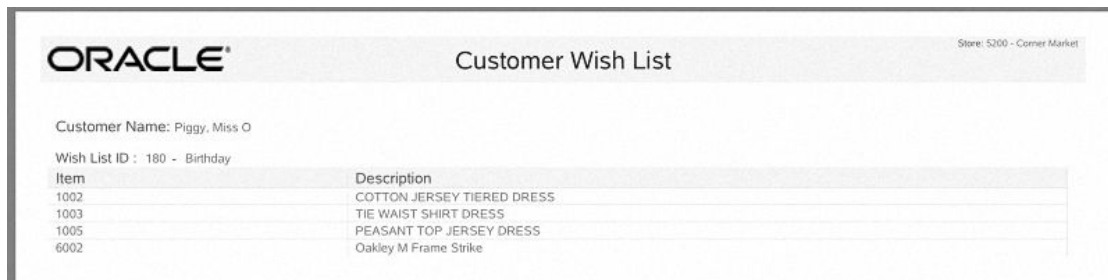 ORACLE
Customer Wish List
Store: 5200 - Corner Market
Customer Name: Piggy, Miss O
Wish List ID : 180 - Birthday
Item Description
1002 COTTON JERSEY TIERED DRESS
1003 TIE WAIST SHIRT DRESS
1005 PEASANT TOP JERSEY DRESS
6002 Oakley M Frame Strike